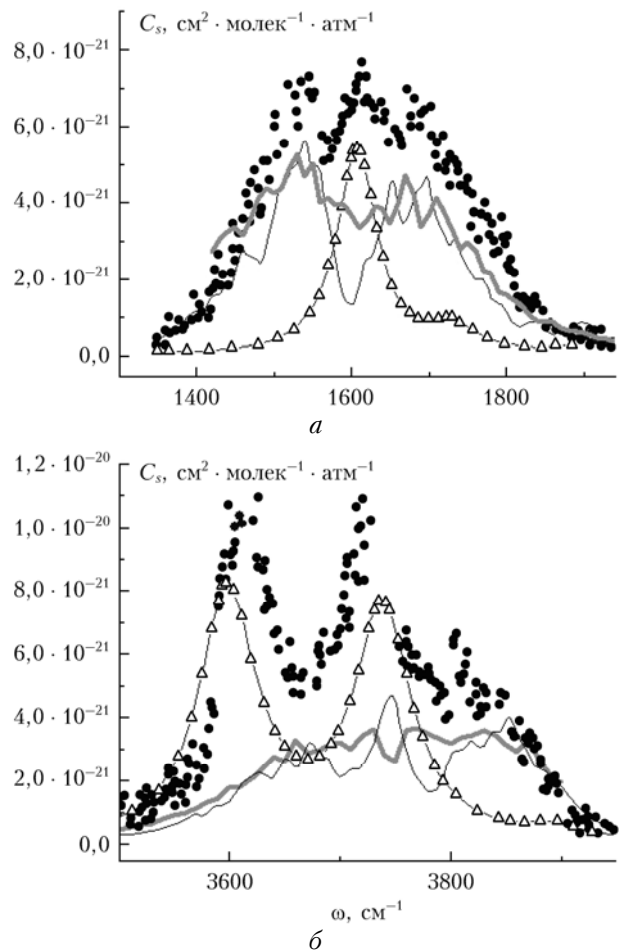 C_s, см² · молек⁻¹ · атм⁻¹
8,0 · 10⁻²¹
6,0 · 10⁻²¹
4,0 · 10⁻²¹
2,0 · 10⁻²¹
0,0
1400 1600 1800
а
1,2 · 10⁻²⁰
C_s, см² · молек⁻¹ · атм⁻¹
1,0 · 10⁻²⁰
8,0 · 10⁻²¹
6,0 · 10⁻²¹
4,0 · 10⁻²¹
2,0 · 10⁻²¹
0,0
3600 3800
ω, см⁻¹
б